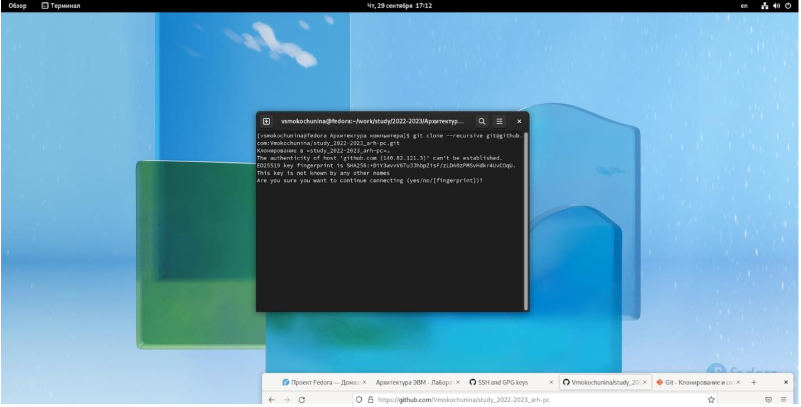 Обзор
Терминал
Чт, 29 сентября 17:12
en
vsmokochunina@fedora:~/work/study/2022-2023/Архитектур...
[vsmokochunina@fedora Архитектура компьютера]$ git clone --recursive git@github.
com:Vmokochunina/study_2022-2023_arh-pc.git
Клонирование в «study_2022-2023_arh-pc»…
The authenticity of host 'github.com (140.82.121.3)' can't be established.
ED25519 key fingerprint is SHA256:+DiY3wvvV6TuJJhbpZisF/zLDA0zPMSvHdkr4UvCOqU.
This key is not known by any other names
Are you sure you want to continue connecting (yes/no/[fingerprint])?
fedora
Проект Fedora — Домаш
Архитектура ЭВМ - Лаборат
SSH and GPG keys
Vmokochunina/study_202
Git - Клонирование и
https://github.com/Vmokochunina/study_2022-2023_arh-pc